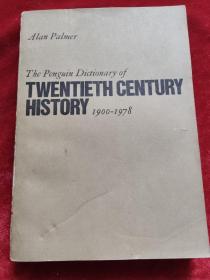 Alan Palmer
The Penguin Dictionary of
TWENTIETH CENTURY
HISTORY 1900-1978